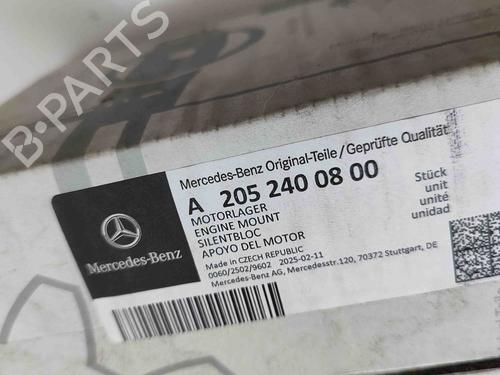 B-PARTS
Mercedes-Benz Original-Teile/Geprüfte Qualität
A 205 240 08 00
MOTORLAGER
ENGINE MOUNT
SILENTBLOC
APOYO DEL MOTOR
Stück
unit
unité
unidad
Made in CZECH REPUBLIC
0060/2502/9602 2025-02-11
Mercedes-Benz AG, Mercedesstr.120, 70372 Stuttgart, DE
Mercedes-Benz